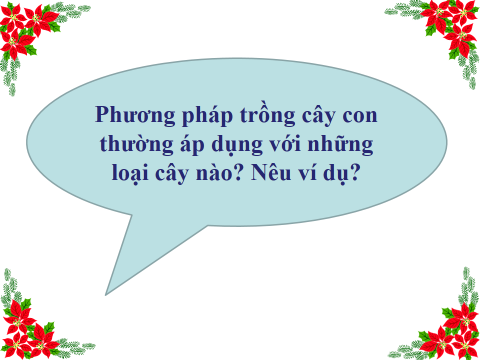 Phương pháp trồng cây con
thường áp dụng với những
loại cây nào? Nêu ví dụ?